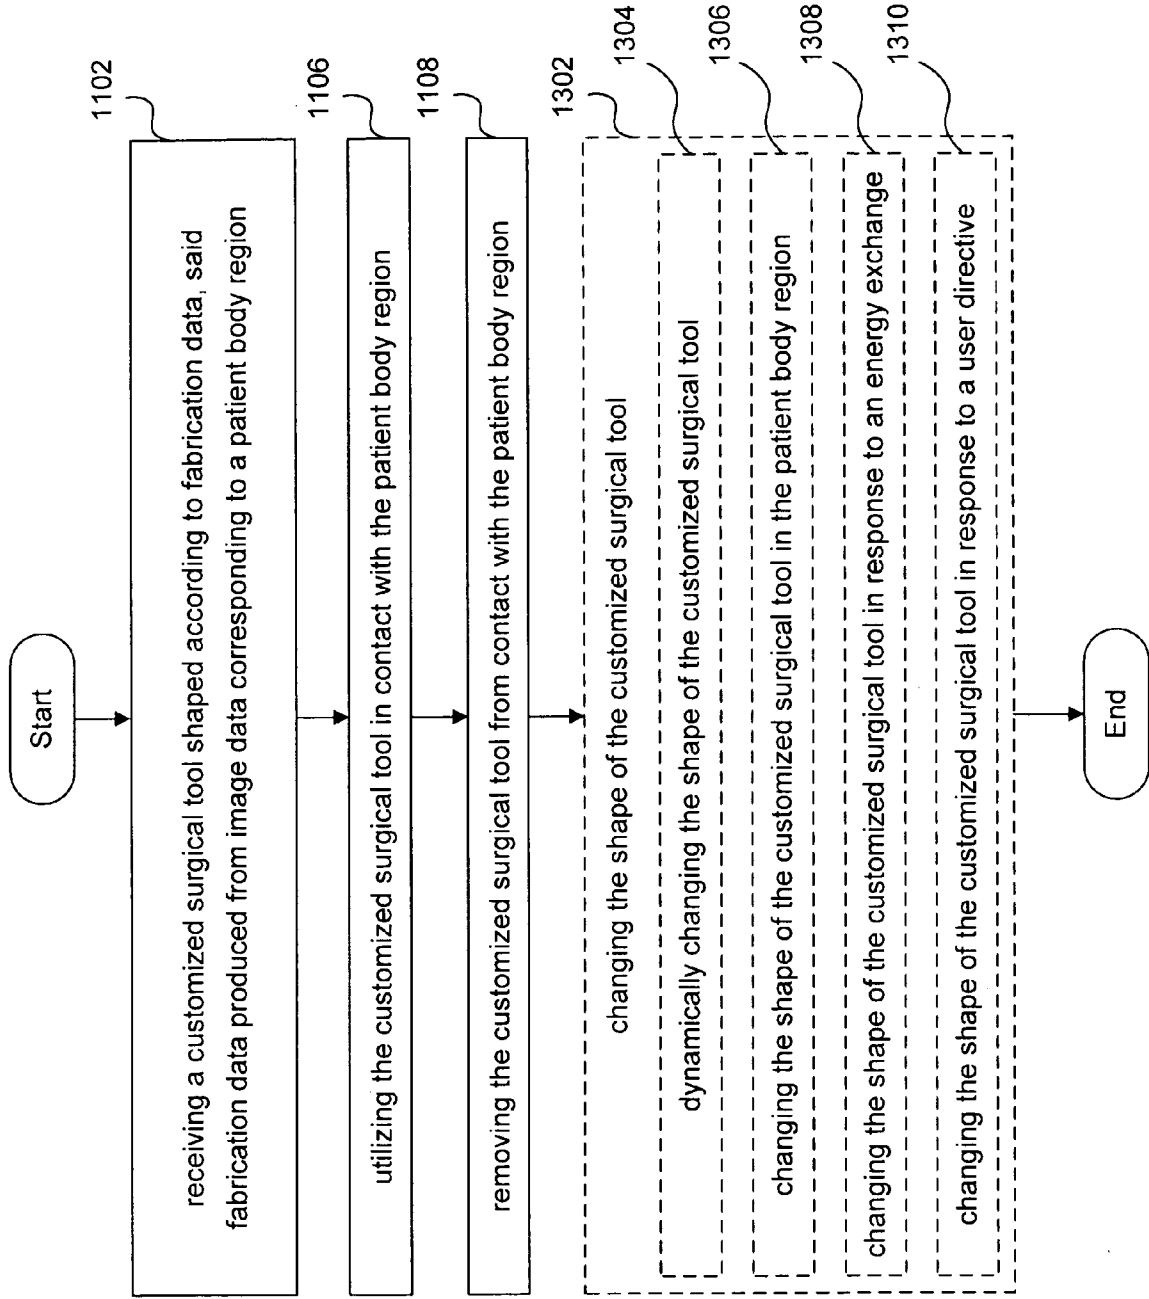 Start
1102
receiving a customized surgical tool shaped according to fabrication data, said
fabrication data produced from image data corresponding to a patient body region
1106
utilizing the customized surgical tool in contact with the patient body region
1108
removing the customized surgical tool from contact with the patient body region
1302
changing the shape of the customized surgical tool
1304
dynamically changing the shape of the customized surgical tool
1306
changing the shape of the customized surgical tool in the patient body region
1308
changing the shape of the customized surgical tool in response to an energy exchange
1310
changing the shape of the customized surgical tool in response to a user directive
End